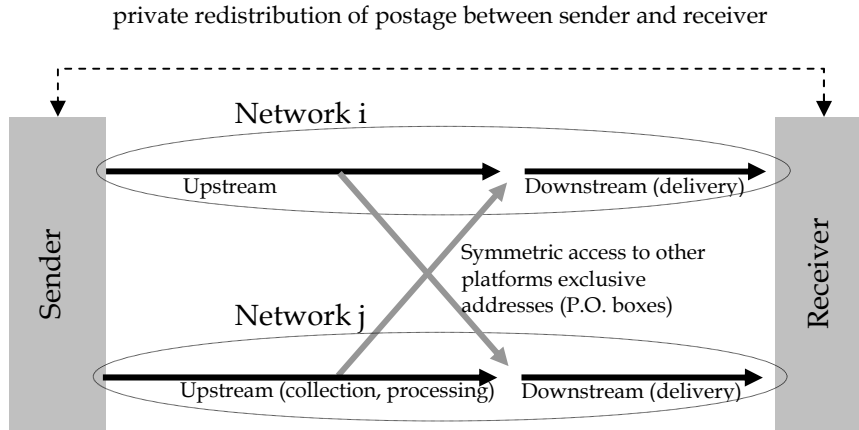 private redistribution of postage between sender and receiver
Network i
Upstream
Downstream (delivery)
Sender
Symmetric access to other
platforms exclusive
addresses (P.O. boxes)
Receiver
Network j
Upstream (collection, processing)
Downstream (delivery)